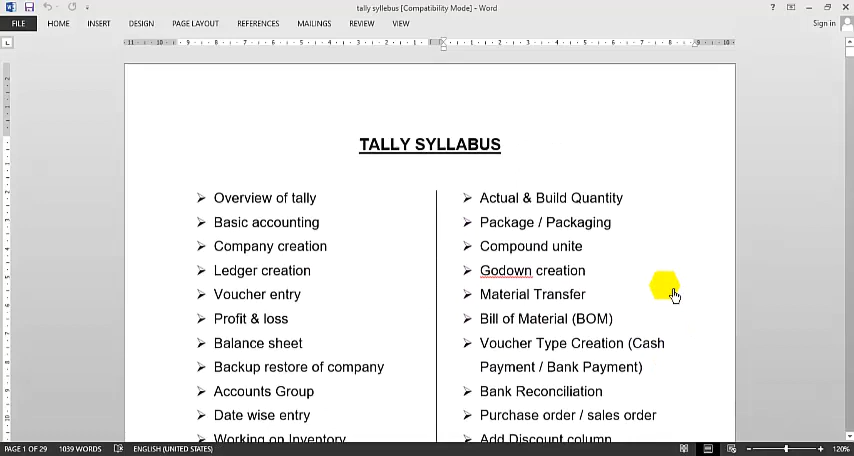 tally syllebus [Compatibility Mode] - Word
Sign in
FILE HOME INSERT DESIGN PAGE LAYOUT REFERENCES MAILINGS REVIEW VIEW
TALLY SYLLEBUS
Overview of tally
Basic accounting
Company creation
Ledger creation
Voucher entry
Profit & loss
Balance sheet
Backup restore of company
Accounts Group
Date wise entry
Working on Inventory
Actual & Build Quantity
Package / Packaging
Compound unite
Godown creation
Material Transfer
Bill of Material (BOM)
Voucher Type Creation (Cash
Payment / Bank Payment)
Bank Reconciliation
Purchase order / sales order
Add Discount column
PAGE 1 OF 29 1039 WORDS ENGLISH (UNITED STATES) 120%